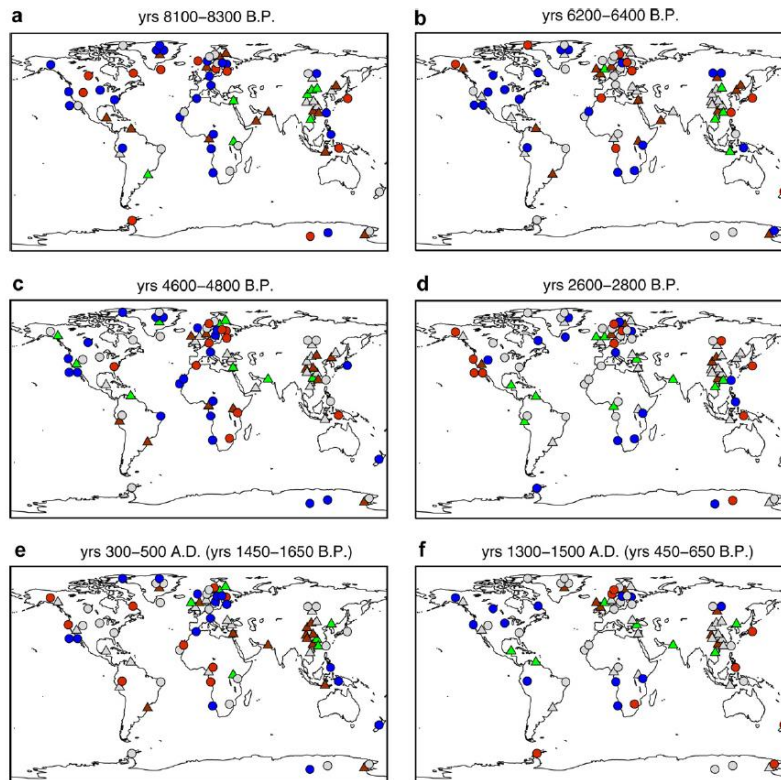 a yrs 8100–8300 B.P.
b yrs 6200–6400 B.P.
c yrs 4600–4800 B.P.
d yrs 2600–2800 B.P.
e yrs 300–500 A.D. (yrs 1450–1650 B.P.)
f yrs 1300–1500 A.D. (yrs 450–650 B.P.)